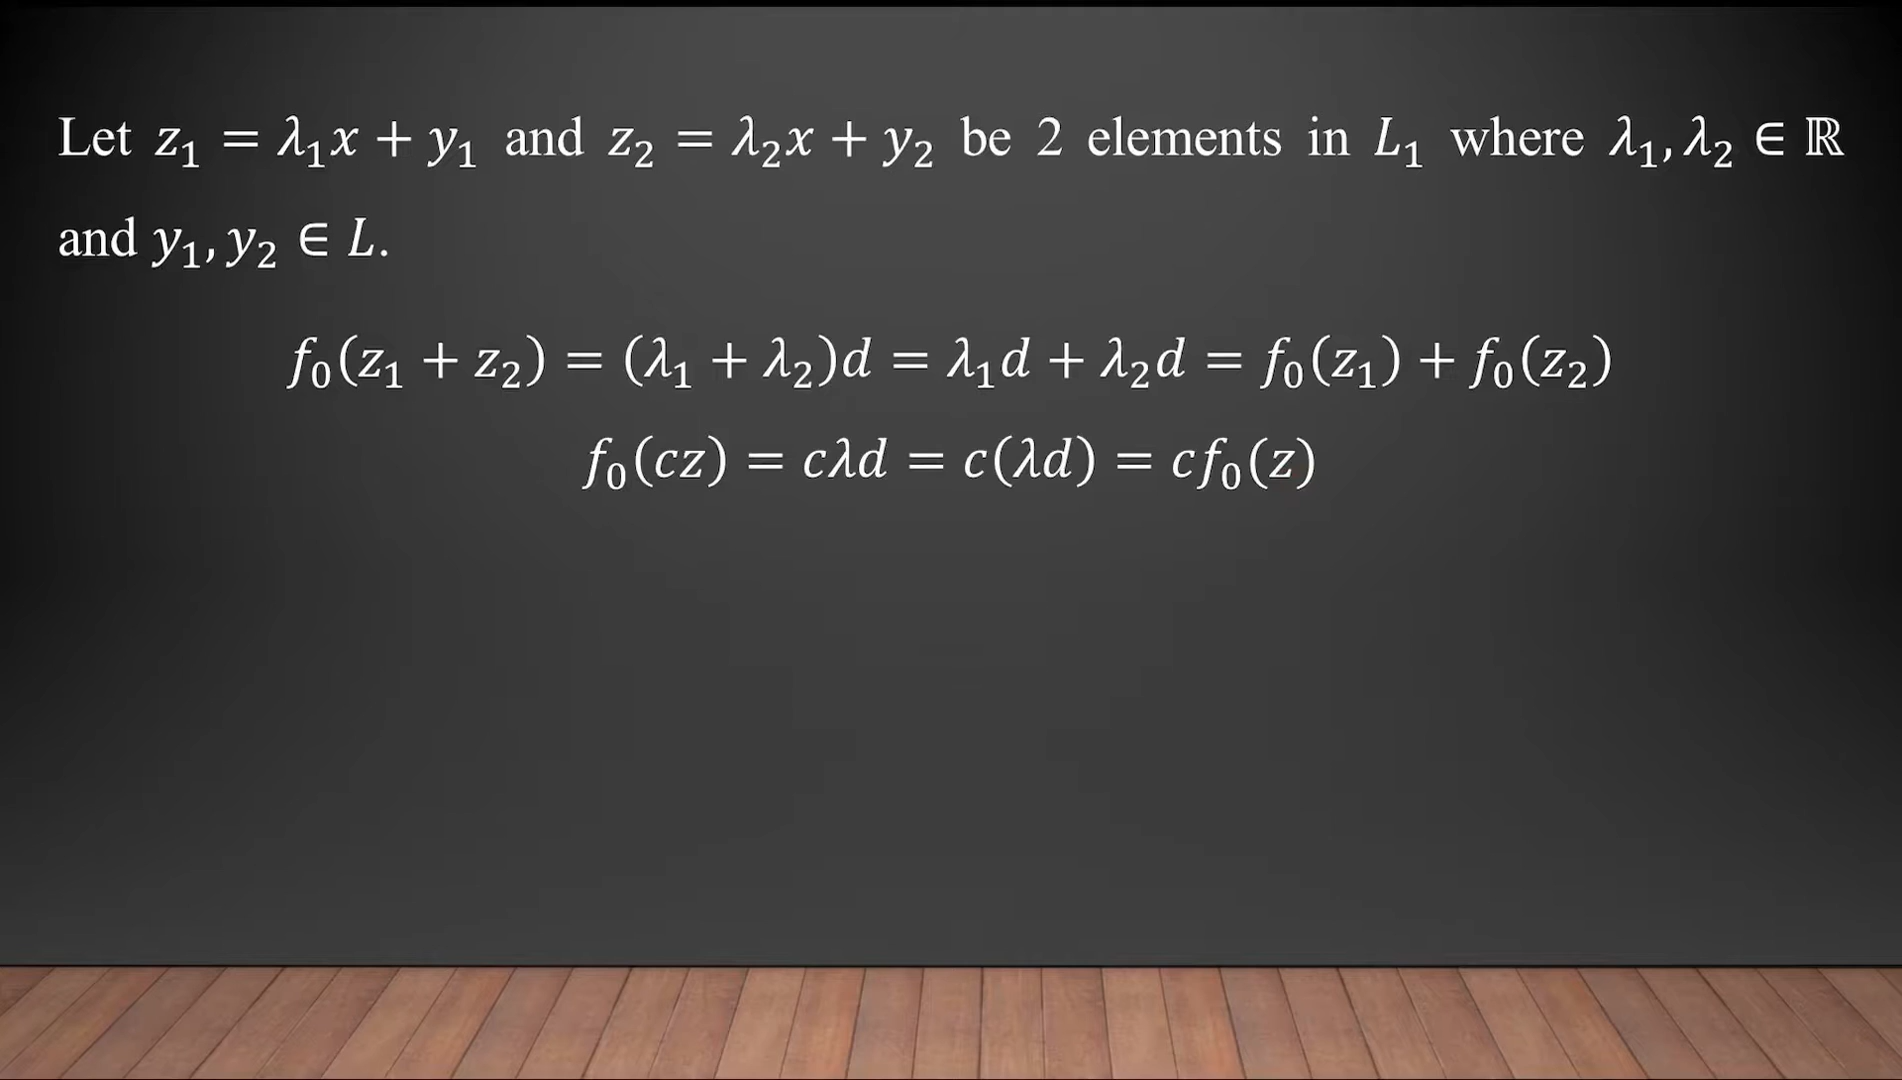 Let z₁ = λ₁x + y₁ and z₂ = λ₂x + y₂ be 2 elements in L₁ where λ₁, λ₂ ∈ ℝ
and y₁, y₂ ∈ L.
f₀(z₁ + z₂) = (λ₁ + λ₂)d = λ₁d + λ₂d = f₀(z₁) + f₀(z₂)
f₀(cz) = cλd = c(λd) = cf₀(z)